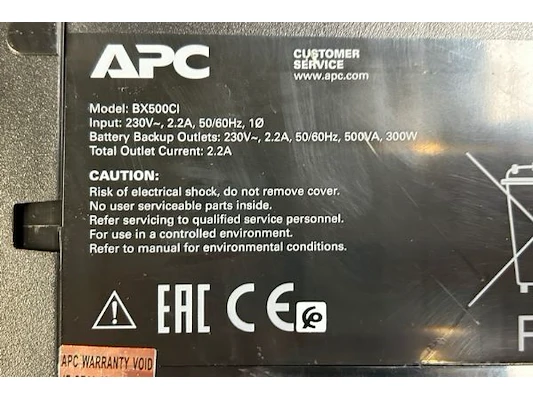 APC
CUSTOMER
SERVICE
www.apc.com
Model: BX500CI
Input: 230V~, 2.2A, 50/60Hz, 1Ø
Battery Backup Outlets: 230V~, 2.2A, 50/60Hz, 500VA, 300W
Total Outlet Current: 2.2A
CAUTION:
Risk of electrical shock, do not remove cover.
No user serviceable parts inside.
Refer servicing to qualified service personnel.
For use in a controlled environment.
Refer to manual for environmental conditions.
EAC CE
APC WARRANTY VOID